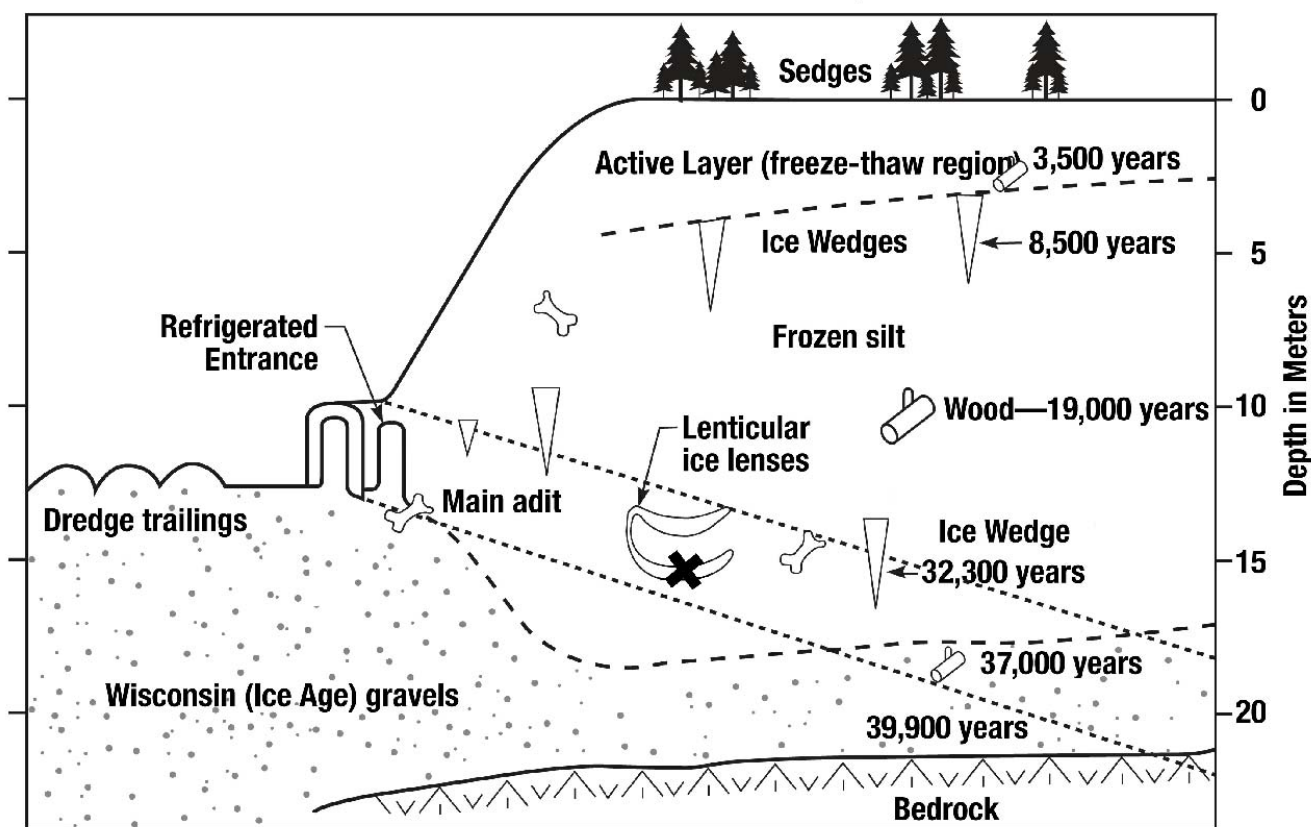 Sedges
0
Active Layer (freeze-thaw region)
3,500 years
Ice Wedges
8,500 years
5
Refrigerated
Entrance
Frozen silt
Wood—19,000 years
10
Lenticular
ice lenses
Depth in Meters
Main adit
Dredge trailings
Ice Wedge
32,300 years
15
37,000 years
Wisconsin (Ice Age) gravels
39,900 years
20
Bedrock